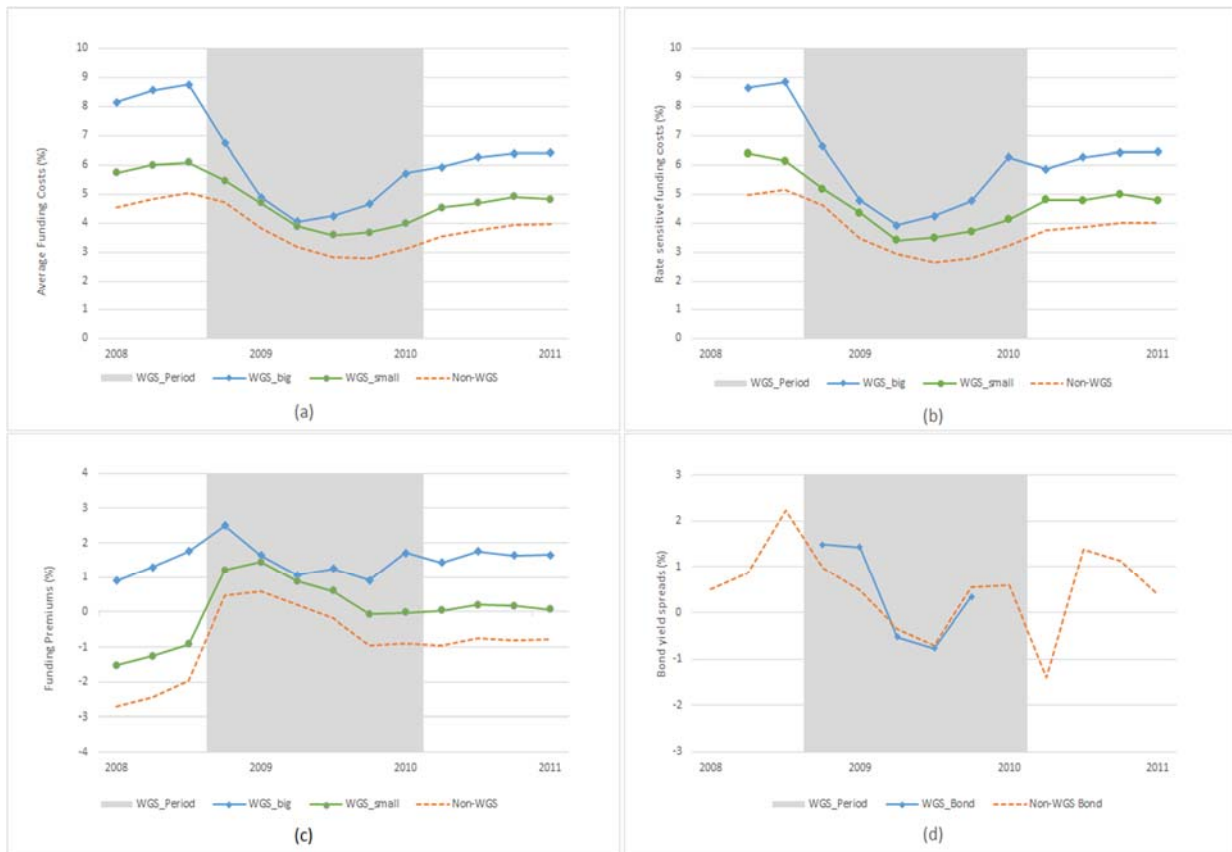 Average Funding Costs (%)
10
9
8
7
6
5
4
3
2
1
0
2008 2009 2010 2011
WGS_Period WGS_big WGS_small Non-WGS
(a)
Rate sensitive funding costs (%)
10
9
8
7
6
5
4
3
2
1
0
2008 2009 2010 2011
WGS_Period WGS_big WGS_small Non-WGS
(b)
Funding Premiums (%)
4
3
2
1
0
-1
-2
-3
-4
2008 2009 2010 2011
WGS_Period WGS_big WGS_small Non-WGS
(c)
Bond yield spreads (%)
3
2
1
0
-1
-2
-3
2008 2009 2010 2011
WGS_Period WGS_Bond Non-WGS Bond
(d)